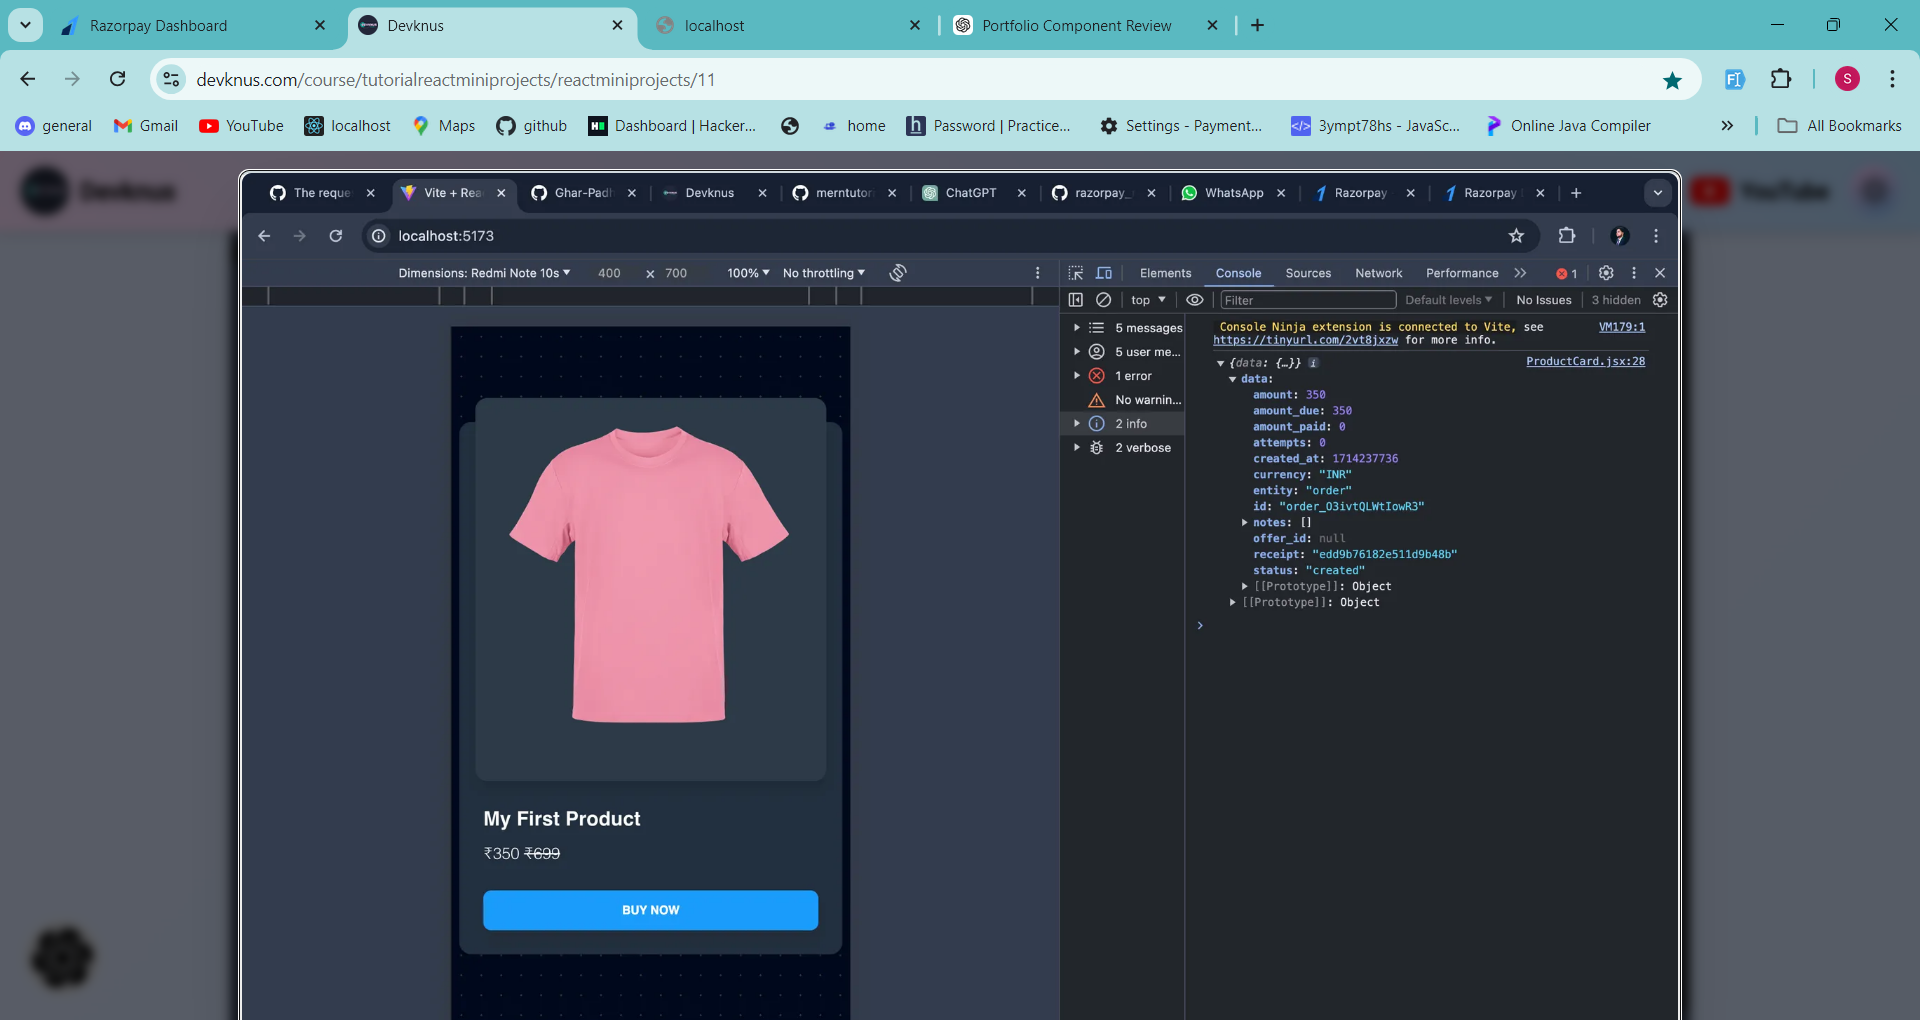 Razorpay Dashboard
Devknus
localhost
Portfolio Component Review
devknus.com/course/tutorialreactminiprojects/reactminiprojects/11
S
general
Gmail
YouTube
localhost
Maps
github
Dashboard | Hacker...
home
Password | Practice...
Settings - Payment...
3ympt78hs - JavaSc...
Online Java Compiler
All Bookmarks
Devknus
YouTube
The reque
Vite + Rea
Ghar-Padh
Devknus
merntutor
ChatGPT
razorpay_
WhatsApp
Razorpay
Razorpay
localhost:5173
Dimensions: Redmi Note 10s
400 x 700
100%
No throttling
Elements
Console
Sources
Network
Performance
1
top
Filter
Default levels
No Issues
3 hidden
5 messages
5 user me...
1 error
No warnin...
2 info
2 verbose
Console Ninja extension is connected to Vite, see VM179:1
https://tinyurl.com/2vt8jxzw for more info.
{data: {…}} ProductCard.jsx:28
data:
amount: 350
amount_due: 350
amount_paid: 0
attempts: 0
created_at: 1714237736
currency: "INR"
entity: "order"
id: "order_O3ivtQLWtIowR3"
notes: []
offer_id: null
receipt: "edd9b76182e511d9b48b"
status: "created"
[[Prototype]]: Object
[[Prototype]]: Object
My First Product
₹350 ₹699
BUY NOW